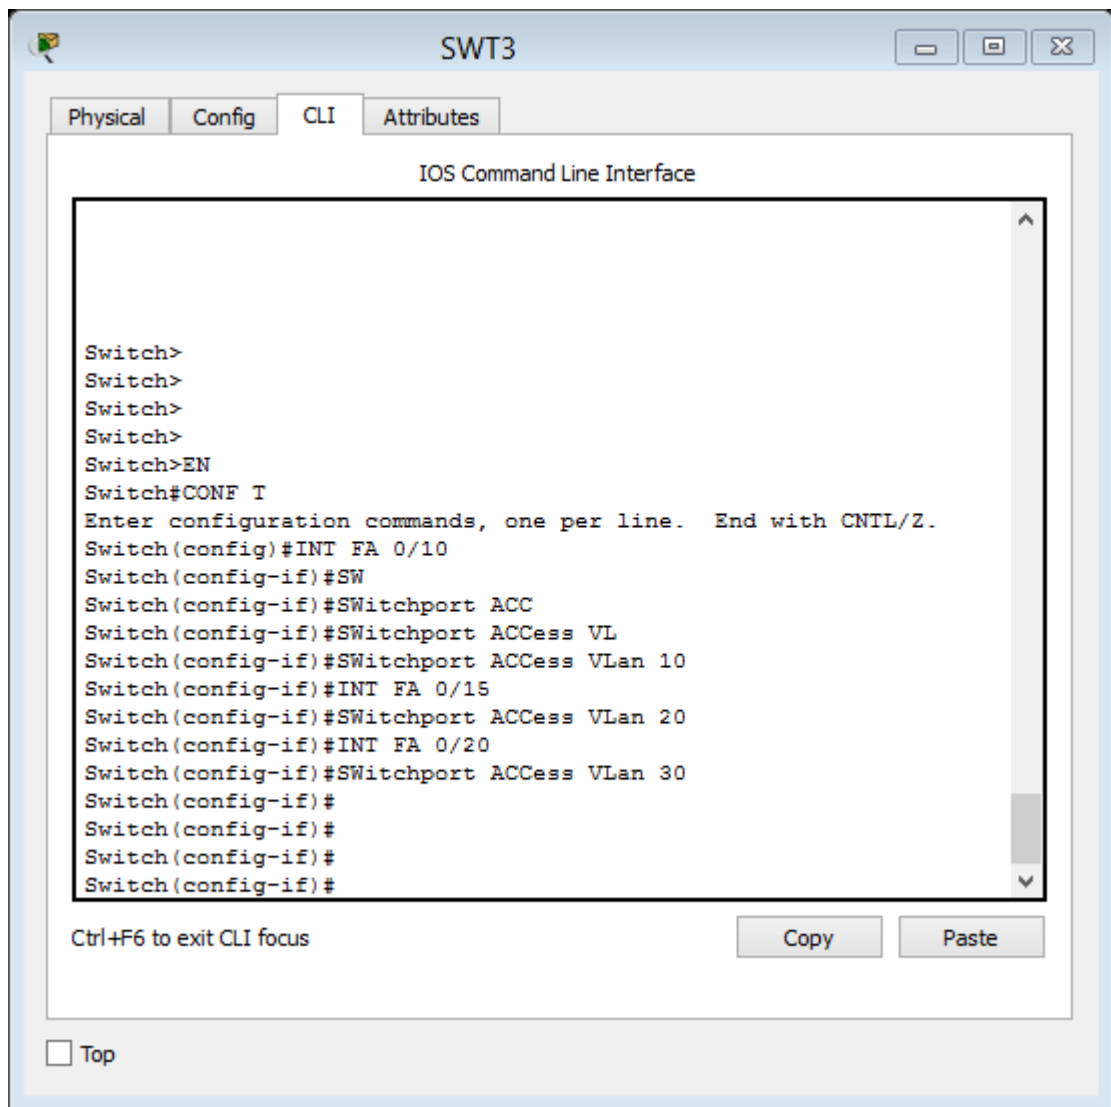 SWT3
Physical Config CLI Attributes
IOS Command Line Interface
Switch>
Switch>
Switch>
Switch>
Switch>EN
Switch#CONF T
Enter configuration commands, one per line.  End with CNTL/Z.
Switch(config)#INT FA 0/10
Switch(config-if)#SW
Switch(config-if)#SWitchport ACC
Switch(config-if)#SWitchport ACCess VL
Switch(config-if)#SWitchport ACCess VLan 10
Switch(config-if)#INT FA 0/15
Switch(config-if)#SWitchport ACCess VLan 20
Switch(config-if)#INT FA 0/20
Switch(config-if)#SWitchport ACCess VLan 30
Switch(config-if)#
Switch(config-if)#
Switch(config-if)#
Switch(config-if)#
Ctrl+F6 to exit CLI focus Copy Paste
Top